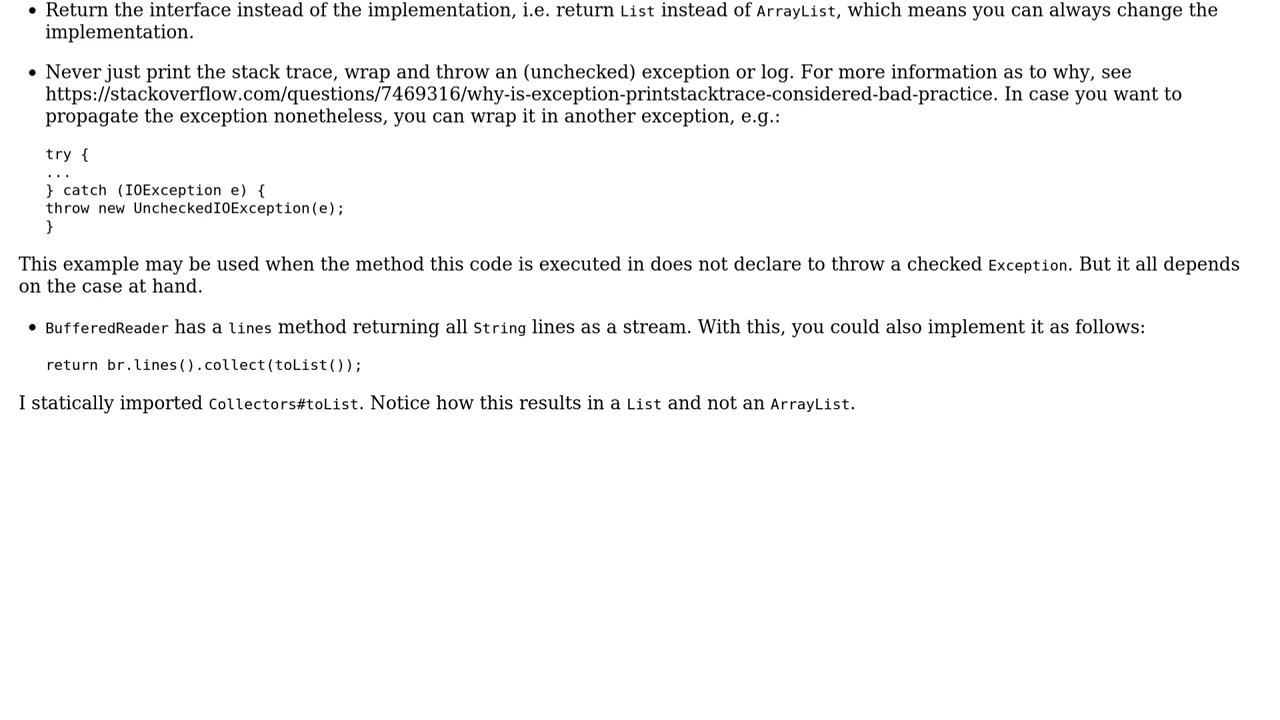 • Return the interface instead of the implementation, i.e. return List instead of ArrayList, which means you can always change the
implementation.
• Never just print the stack trace, wrap and throw an (unchecked) exception or log. For more information as to why, see
https://stackoverflow.com/questions/7469316/why-is-exception-printstacktrace-considered-bad-practice. In case you want to
propagate the exception nonetheless, you can wrap it in another exception, e.g.:
try {
...
} catch (IOException e) {
throw new UncheckedIOException(e);
}
This example may be used when the method this code is executed in does not declare to throw a checked Exception. But it all depends
on the case at hand.
• BufferedReader has a lines method returning all String lines as a stream. With this, you could also implement it as follows:
return br.lines().collect(toList());
I statically imported Collectors#toList. Notice how this results in a List and not an ArrayList.